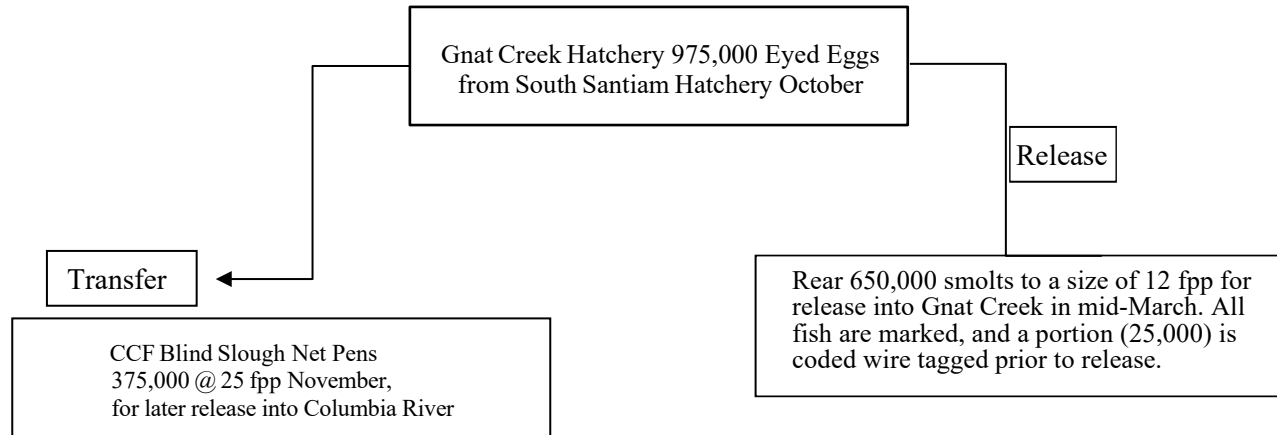 Gnat Creek Hatchery 975,000 Eyed Eggs
from South Santiam Hatchery October
Release
Transfer
Rear 650,000 smolts to a size of 12 fpp for
release into Gnat Creek in mid-March. All
fish are marked, and a portion (25,000) is
coded wire tagged prior to release.
CCF Blind Slough Net Pens
375,000 @ 25 fpp November,
for later release into Columbia River